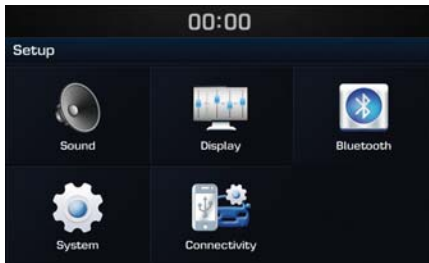 00:00
Setup
Sound
Display
Bluetooth
System
Connectivity